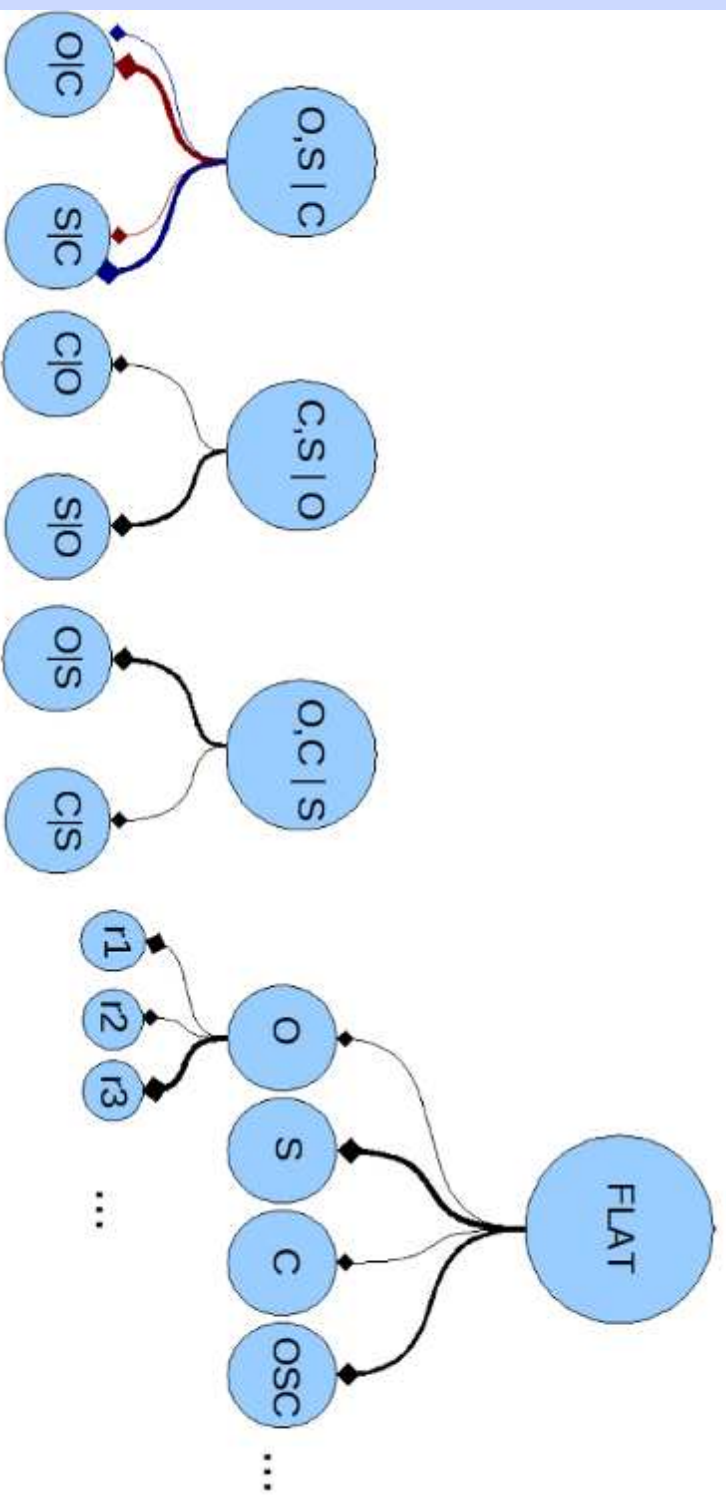 O,S | C
C,S | O
O,C | S
FLAT
O|C
S|C
C|O
S|O
O|S
C|S
O
S
C
OSC
...
r1
r2
r3
...